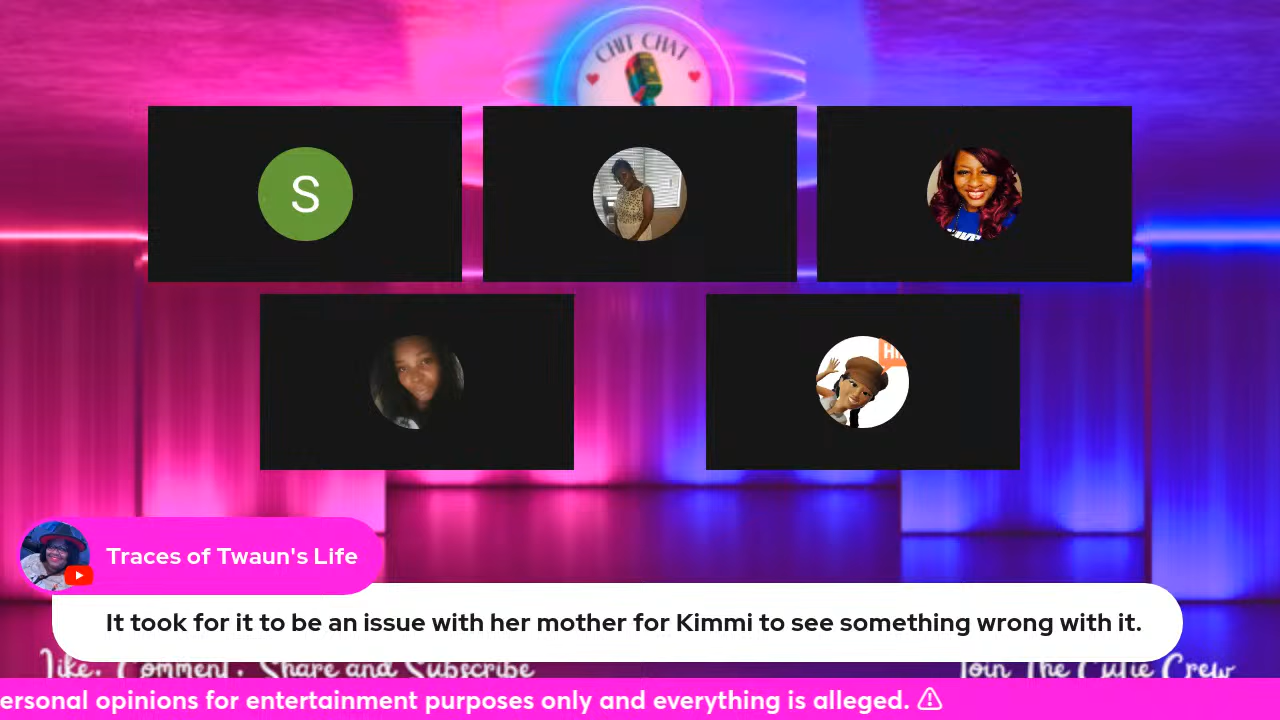 CHIT CHAT
S
HI
Traces of Twaun's Life
It took for it to be an issue with her mother for Kimmi to see something wrong with it.
Like. Comment. Share and Subscribe
Join The Cutie Crew
ersonal opinions for entertainment purposes only and everything is alleged. ⚠